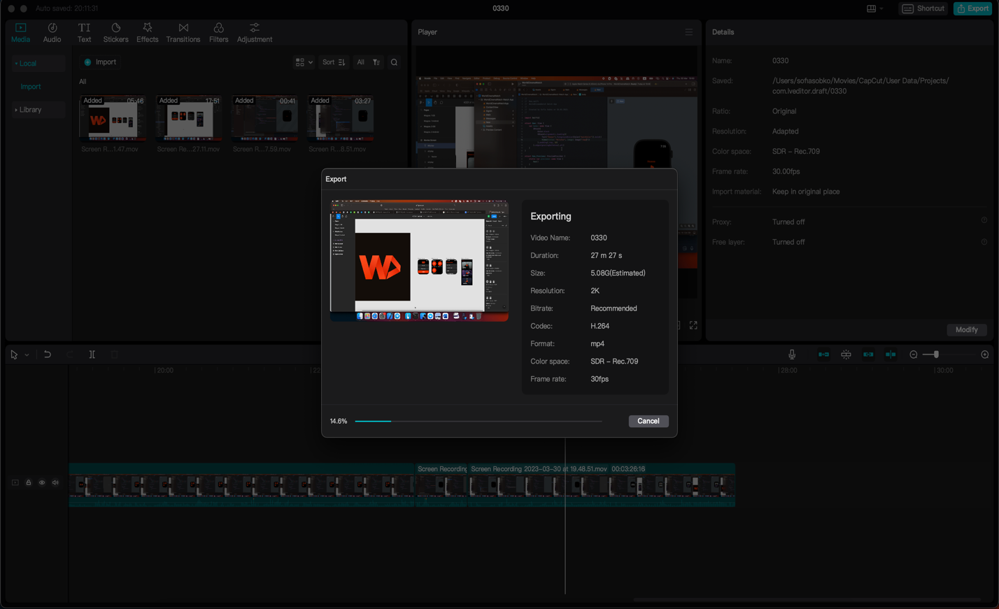 Auto saved: 20:11:31
0330
Shortcut
Export
Media
Audio
Text
Stickers
Effects
Transitions
Filters
Adjustment
Local
Import
Library
Import
Sort
All
All
Added 05:46
Screen R...1.47.mov
Added 17:51
Screen Re...27.11.mov
Added 00:41
Screen R...7.59.mov
Added 03:27
Screen R...8.51.mov
Player
Details
Name: 0330
Saved: /Users/sofiasobko/Movies/CapCut/User Data/Projects/
com.lveditor.draft/0330
Ratio: Original
Resolution: Adapted
Color space: SDR – Rec.709
Frame rate: 30.00fps
Import material: Keep in original place
Proxy: Turned off
Free layer: Turned off
Modify
Export
Exporting
Video Name: 0330
Duration: 27 m 27 s
Size: 5.08G(Estimated)
Resolution: 2K
Bitrate: Recommended
Codec: H.264
Format: mp4
Color space: SDR – Rec.709
Frame rate: 30fps
14.6%
Cancel
20:00
28:00
30:00
Screen Recording
Screen Recording 2023-03-30 at 19.48.51.mov 00:03:26:16